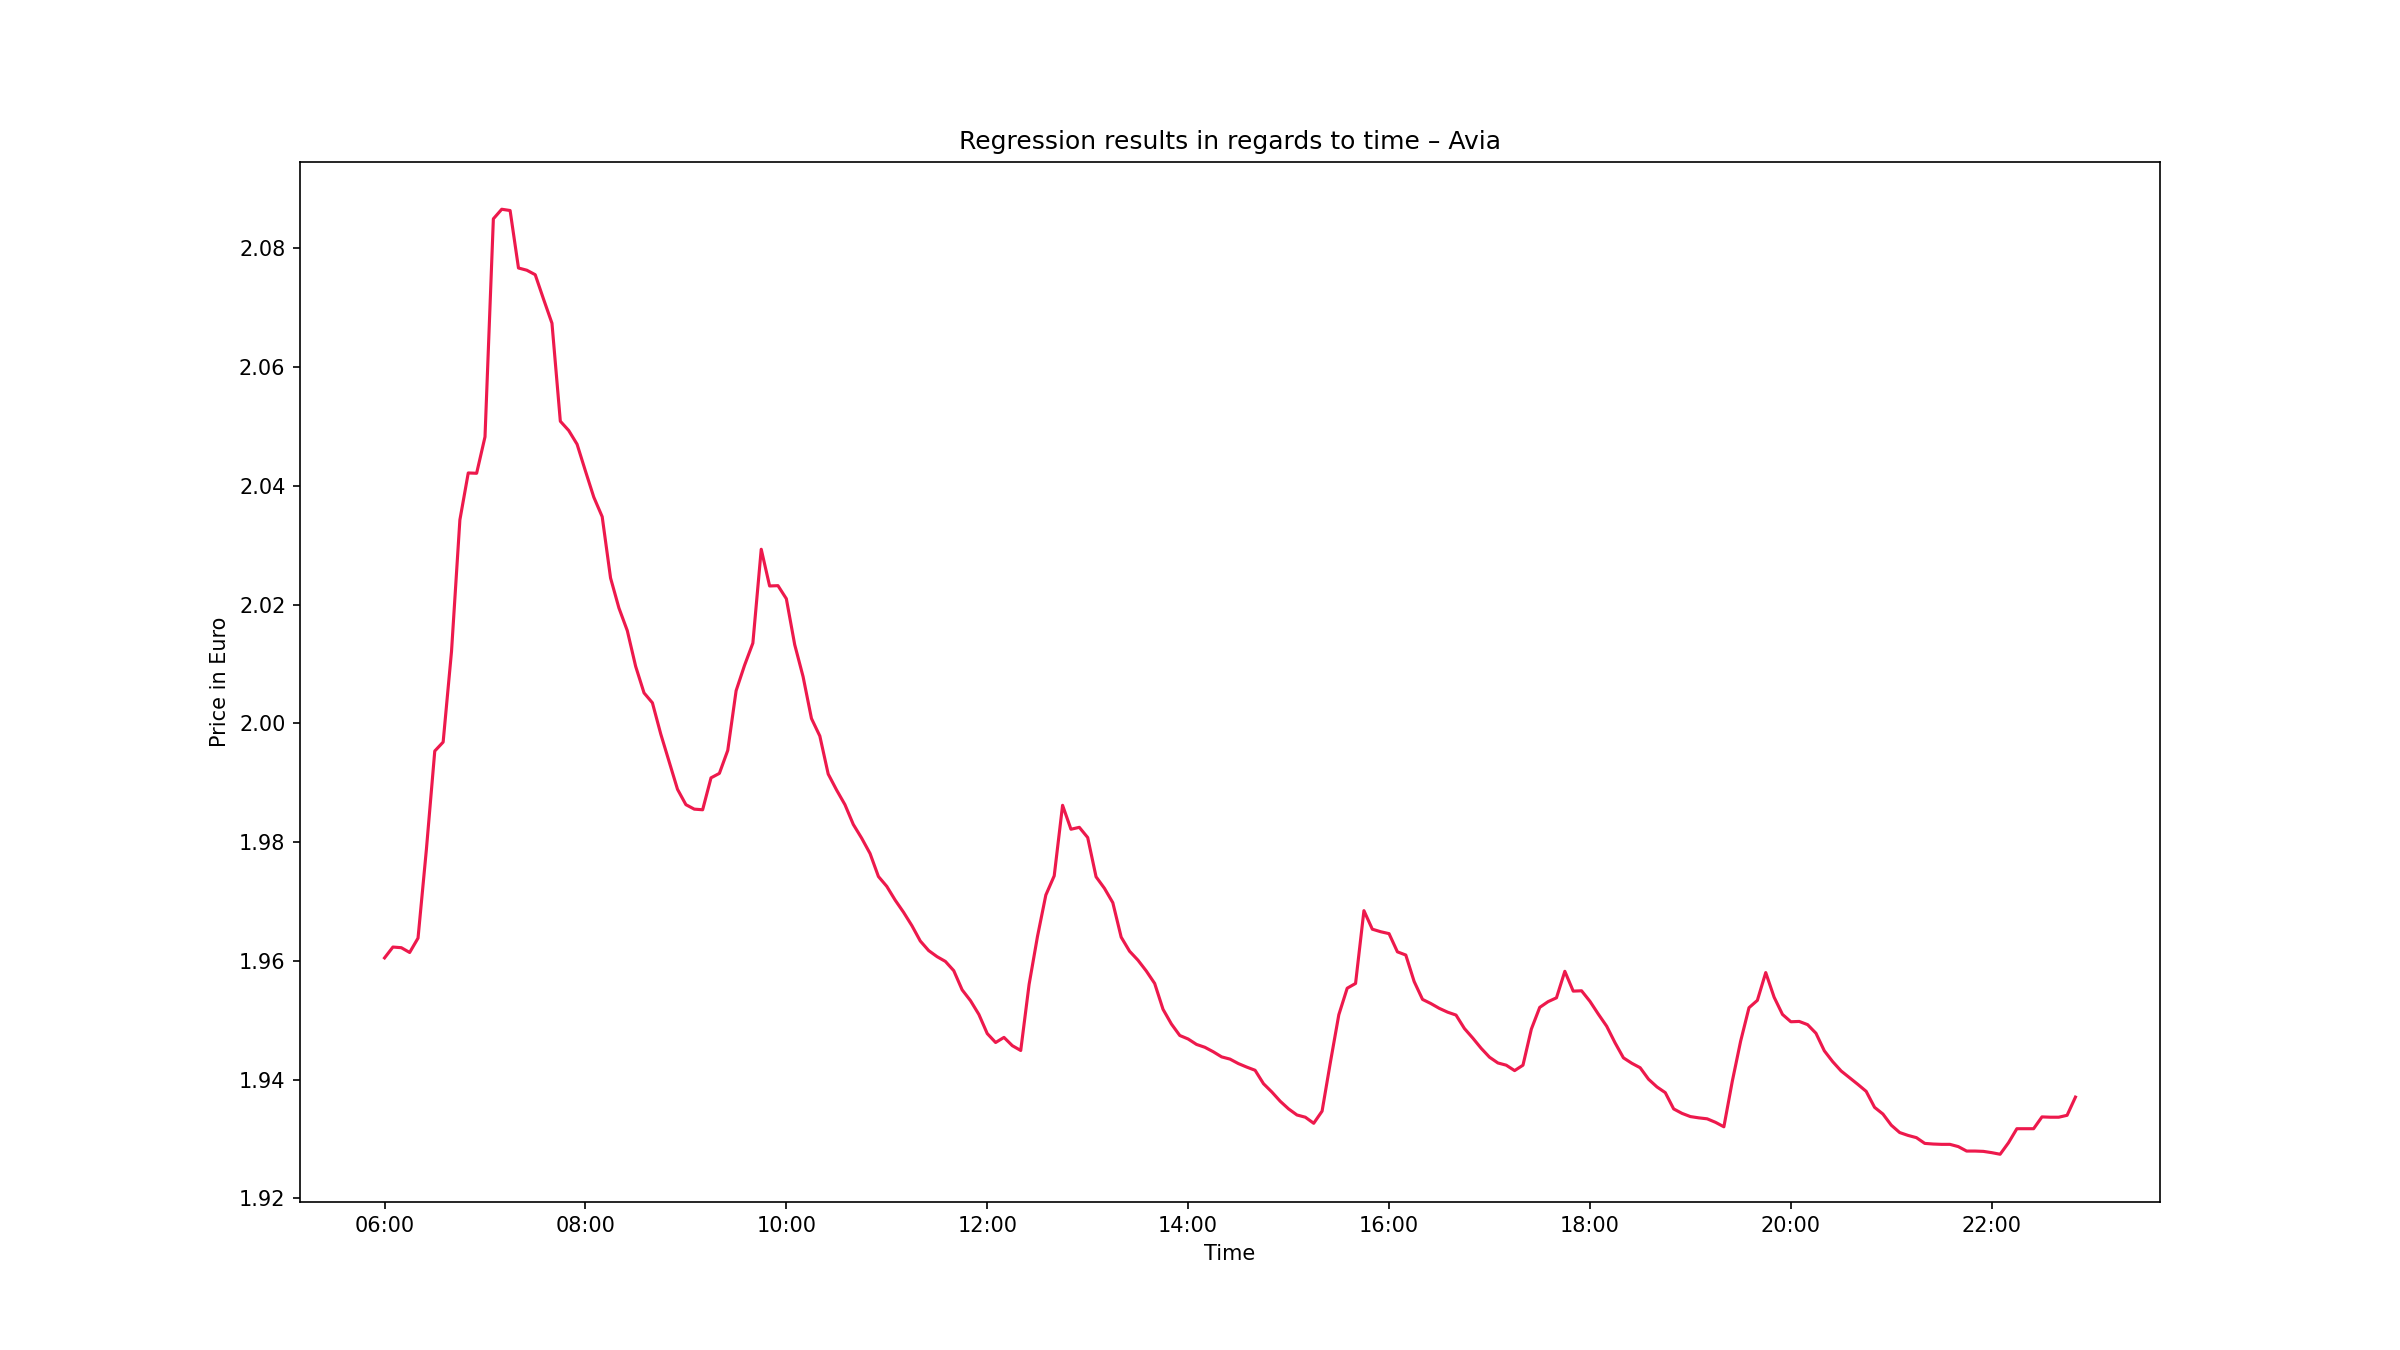 Regression results in regards to time – Avia
Price in Euro
2.08
2.06
2.04
2.02
2.00
1.98
1.96
1.94
1.92
06:00 08:00 10:00 12:00 14:00 16:00 18:00 20:00 22:00
Time